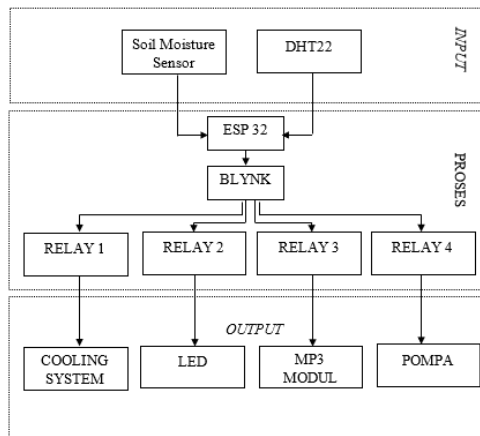 Soil Moisture
Sensor
DHT22
INPUT
ESP 32
BLYNK
PROSES
RELAY 1
RELAY 2
RELAY 3
RELAY 4
OUTPUT
COOLING
SYSTEM
LED
MP3
MODUL
POMPA